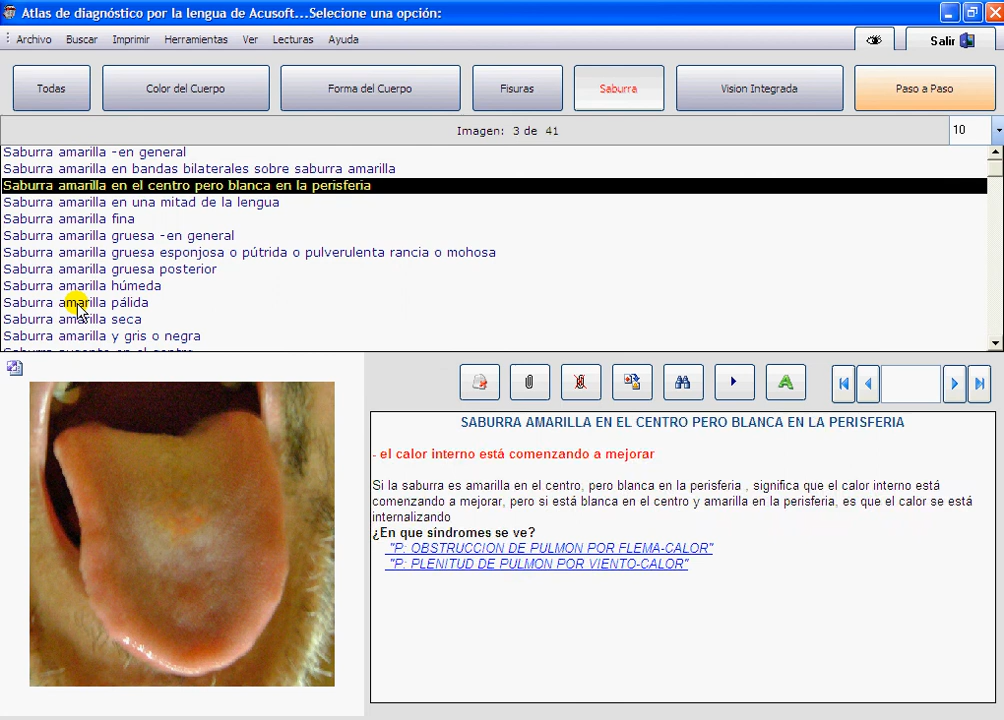 Atlas de diagnóstico por la lengua de Acusoft...Selecione una opción:
Archivo Buscar Imprimir Herramientas Ver Lecturas Ayuda
Salir
Todas Color del Cuerpo Forma del Cuerpo Fisuras Saburra Vision Integrada Paso a Paso
Imagen: 3 de 41
10
Saburra amarilla -en general
Saburra amarilla en bandas bilaterales sobre saburra amarilla
Saburra amarilla en el centro pero blanca en la perisferia
Saburra amarilla en una mitad de la lengua
Saburra amarilla fina
Saburra amarilla gruesa -en general
Saburra amarilla gruesa esponjosa o pútrida o pulverulenta rancia o mohosa
Saburra amarilla gruesa posterior
Saburra amarilla húmeda
Saburra amarilla pálida
Saburra amarilla seca
Saburra amarilla y gris o negra
A
SABURRA AMARILLA EN EL CENTRO PERO BLANCA EN LA PERISFERIA
- el calor interno está comenzando a mejorar
Si la saburra es amarilla en el centro, pero blanca en la perisferia , significa que el calor interno está
comenzando a mejorar, pero si está blanca en el centro y amarilla en la perisferia, es que el calor se está
internalizando
¿En que sindromes se ve?
"P: OBSTRUCCION DE PULMON POR FLEMA-CALOR"
"P: PLENITUD DE PULMON POR VIENTO-CALOR"